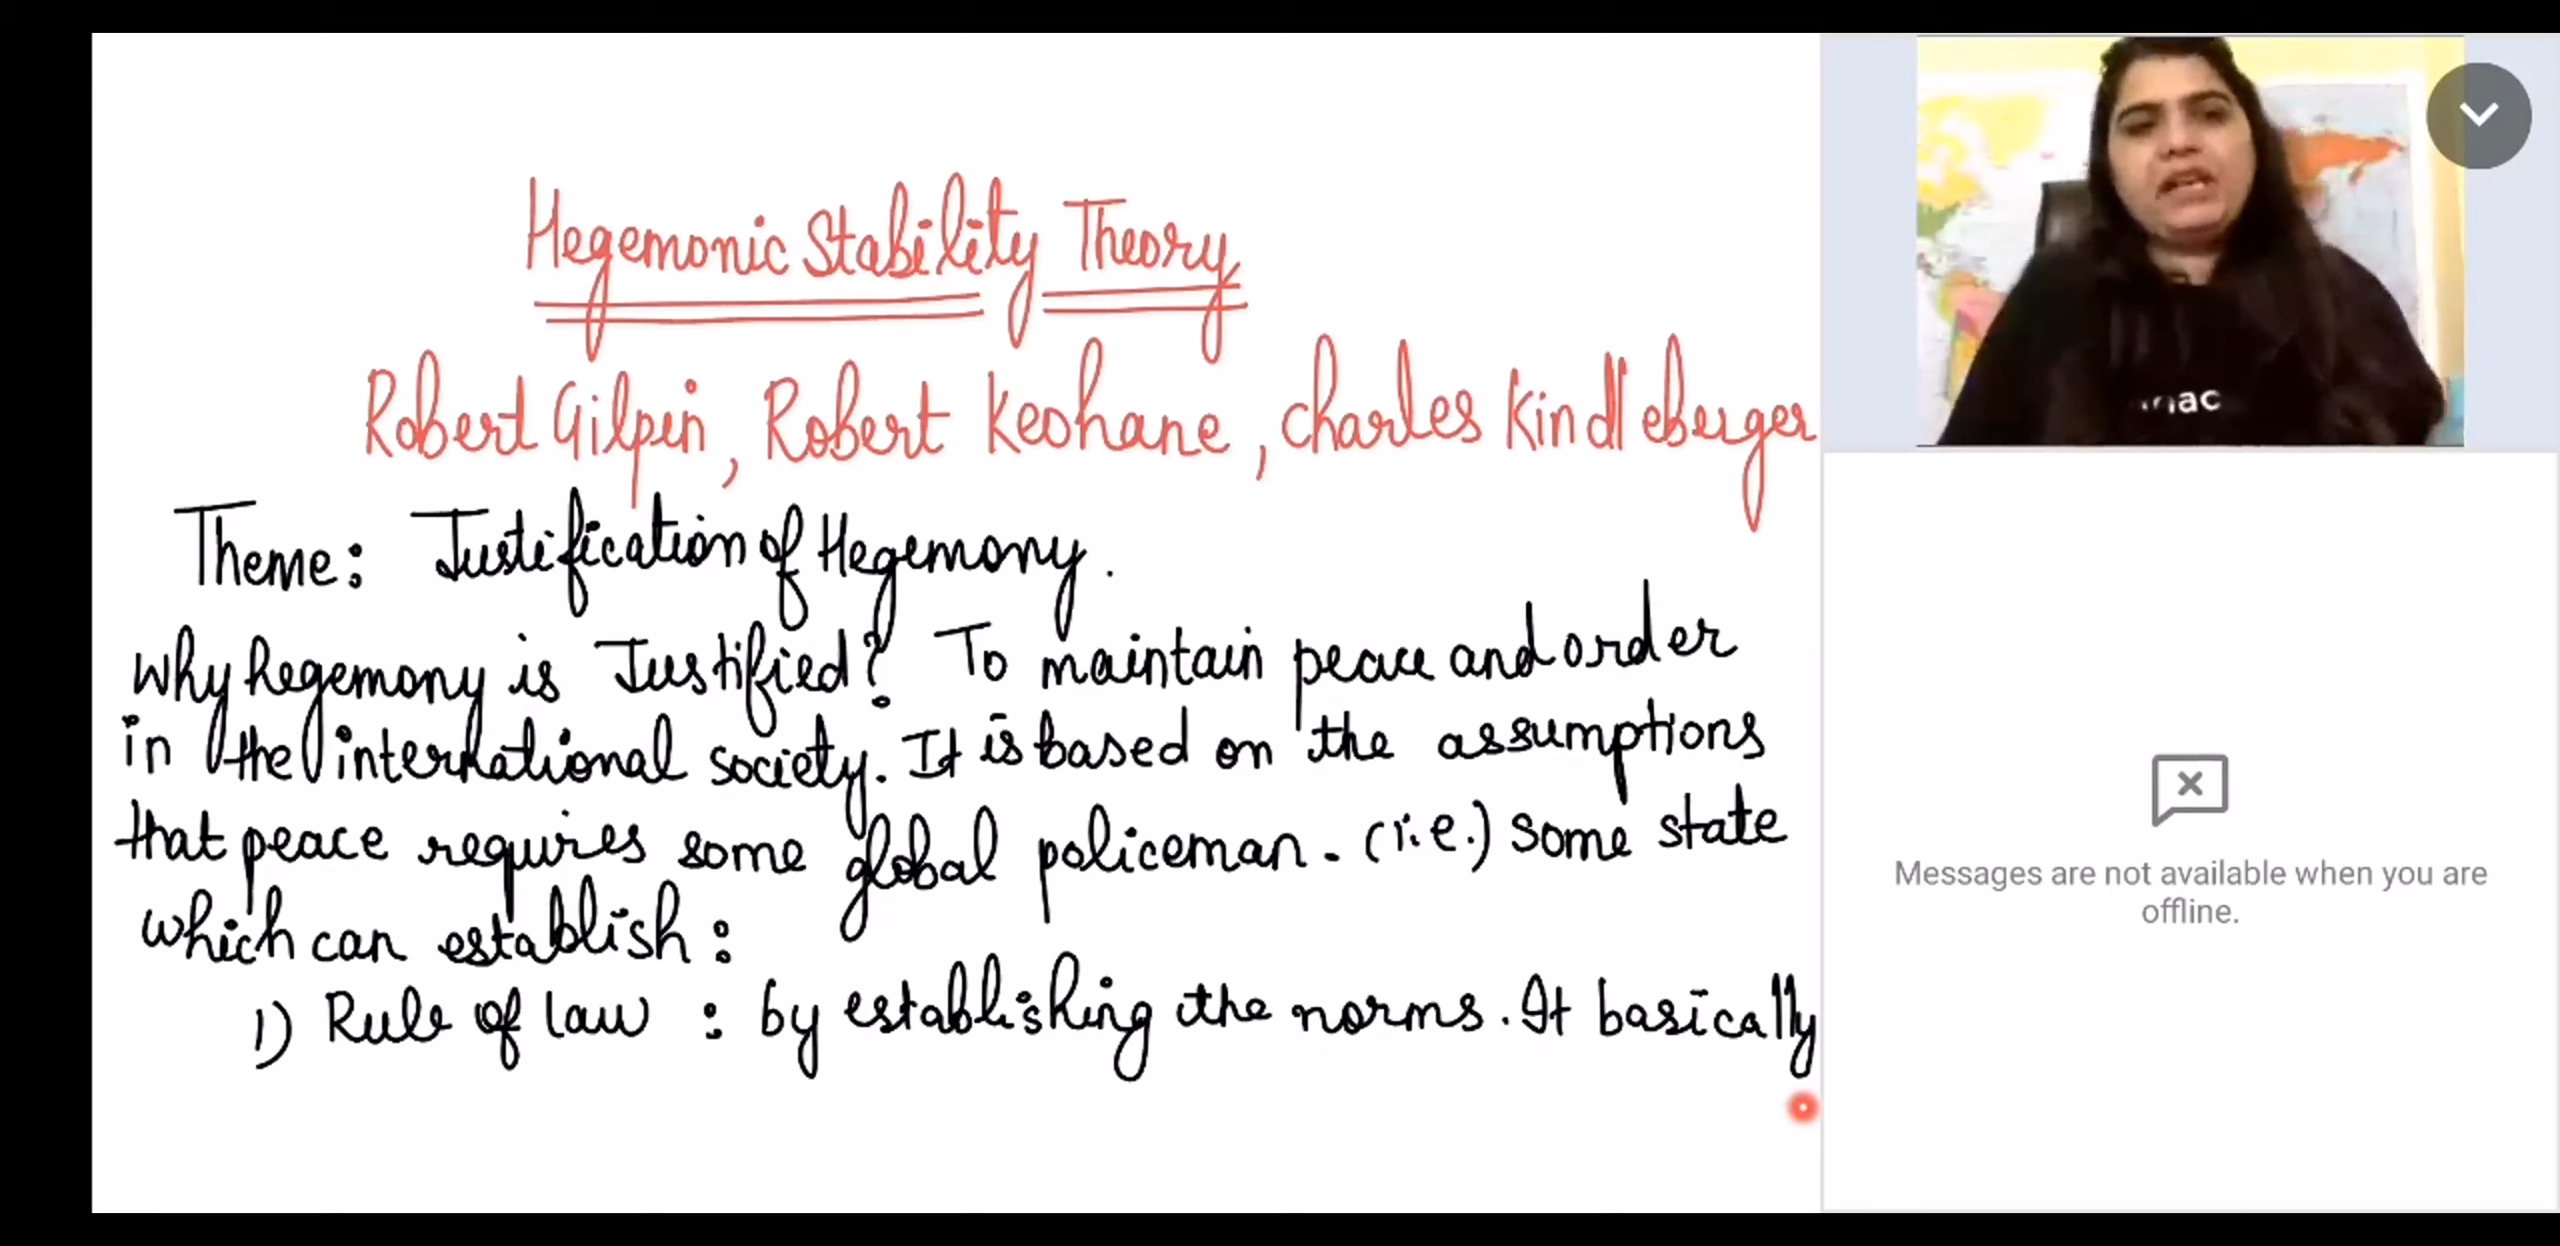 Hegemonic Stability Theory
Robert Gilpin, Robert Keohane, Charles Kindleberger
Theme: Justification of Hegemony.
Why hegemony is Justified? To maintain peace and order
in the international society. It is based on the assumptions
that peace requires some global policeman. (i.e.) some state
which can establish:
1) Rule of law : by establishing the norms. It basically
Messages are not available when you are
offline.